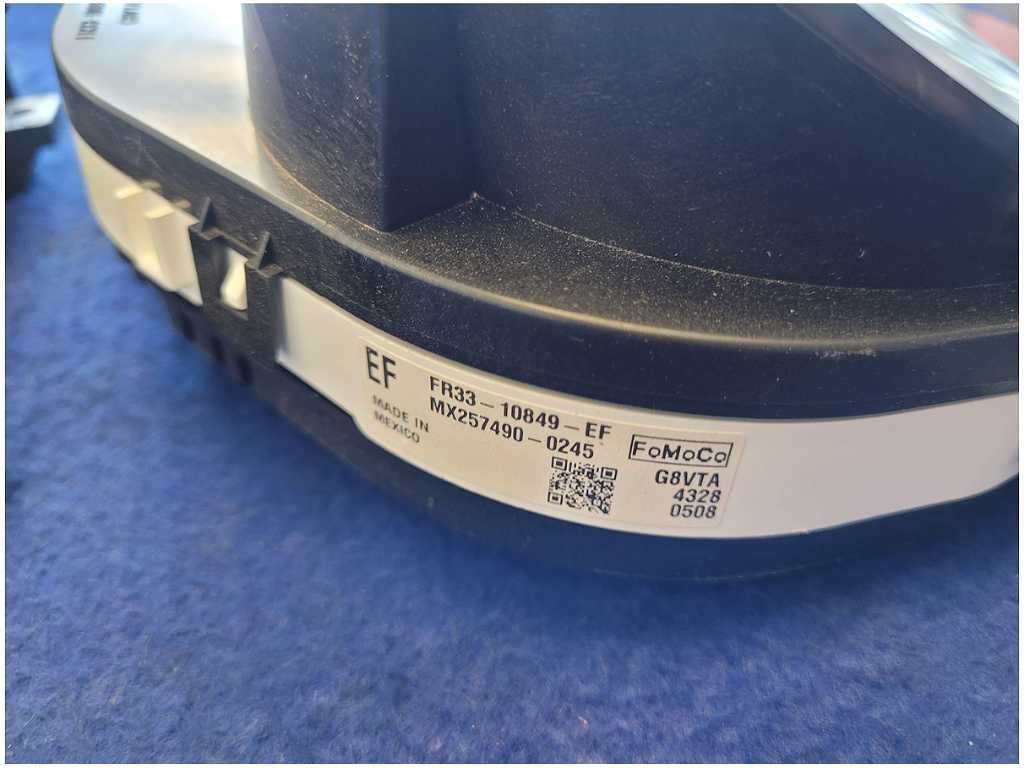 EF
FR33-10849-EF
MX257490-0245
MADE IN
MEXICO
FoMoCo
G8VTA
4328
0508